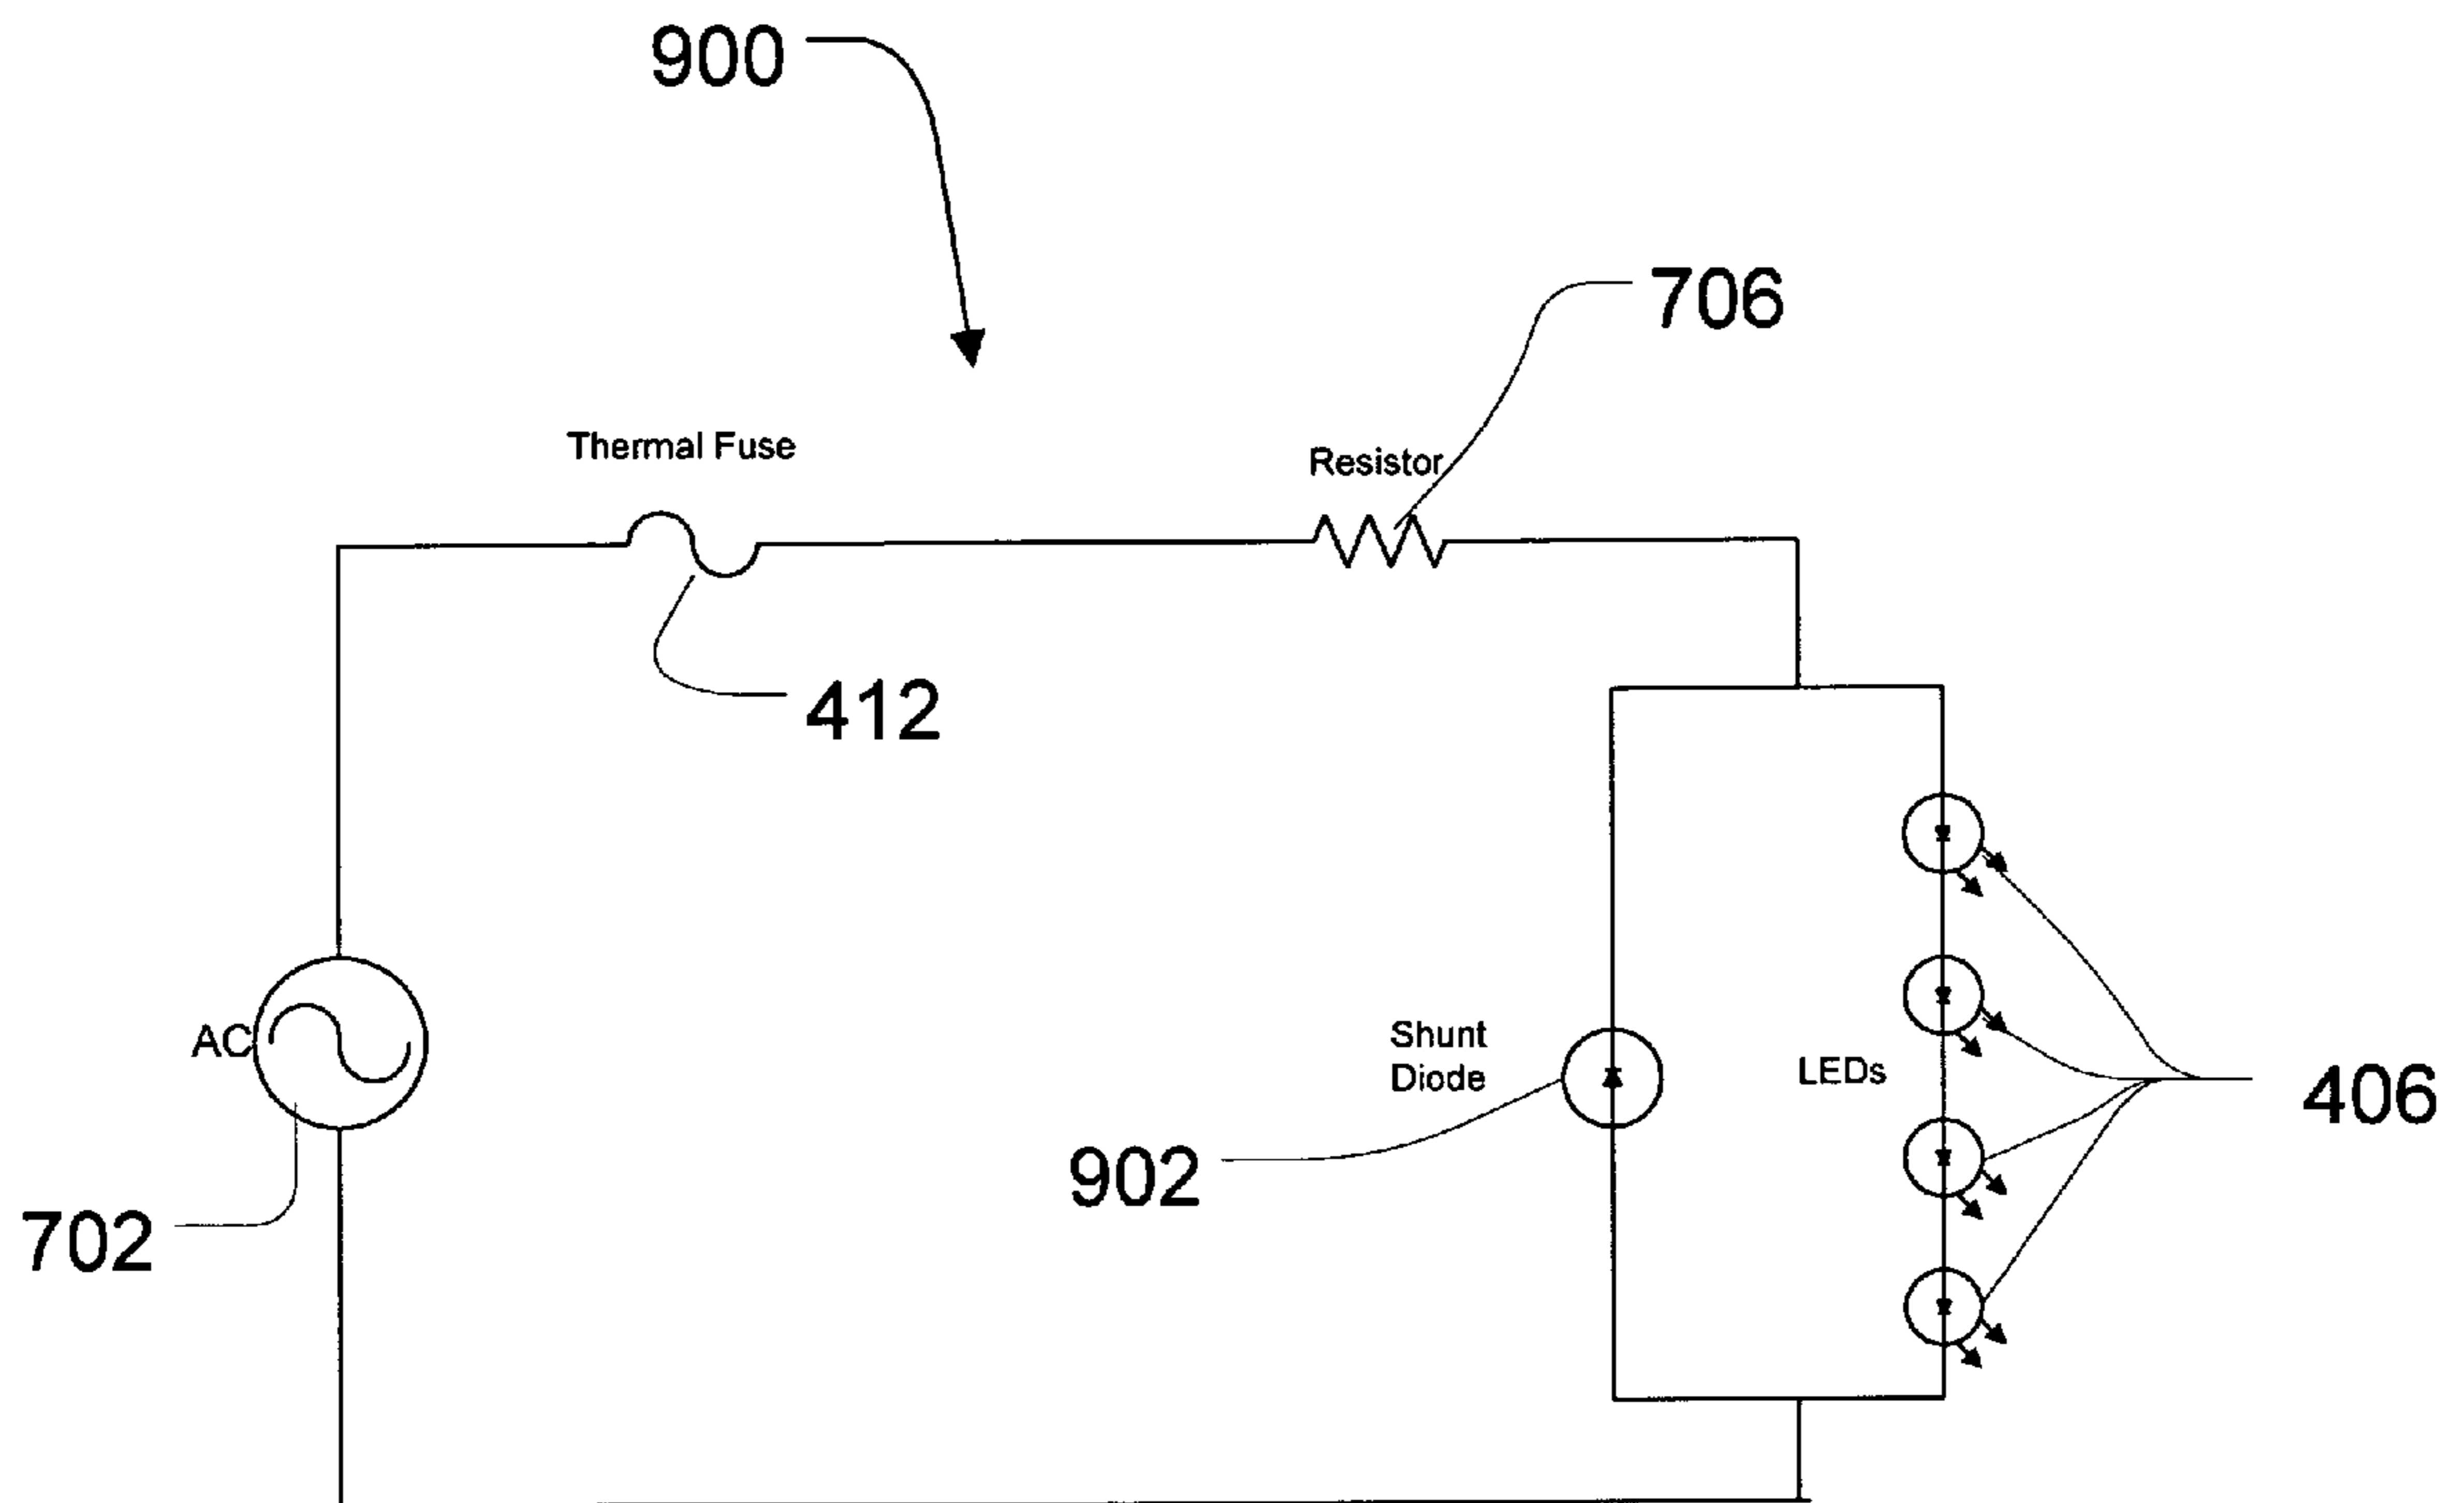 900
706
Thermal Fuse
Resistor
412
AC
Shunt
Diode
LEDs
406
902
702